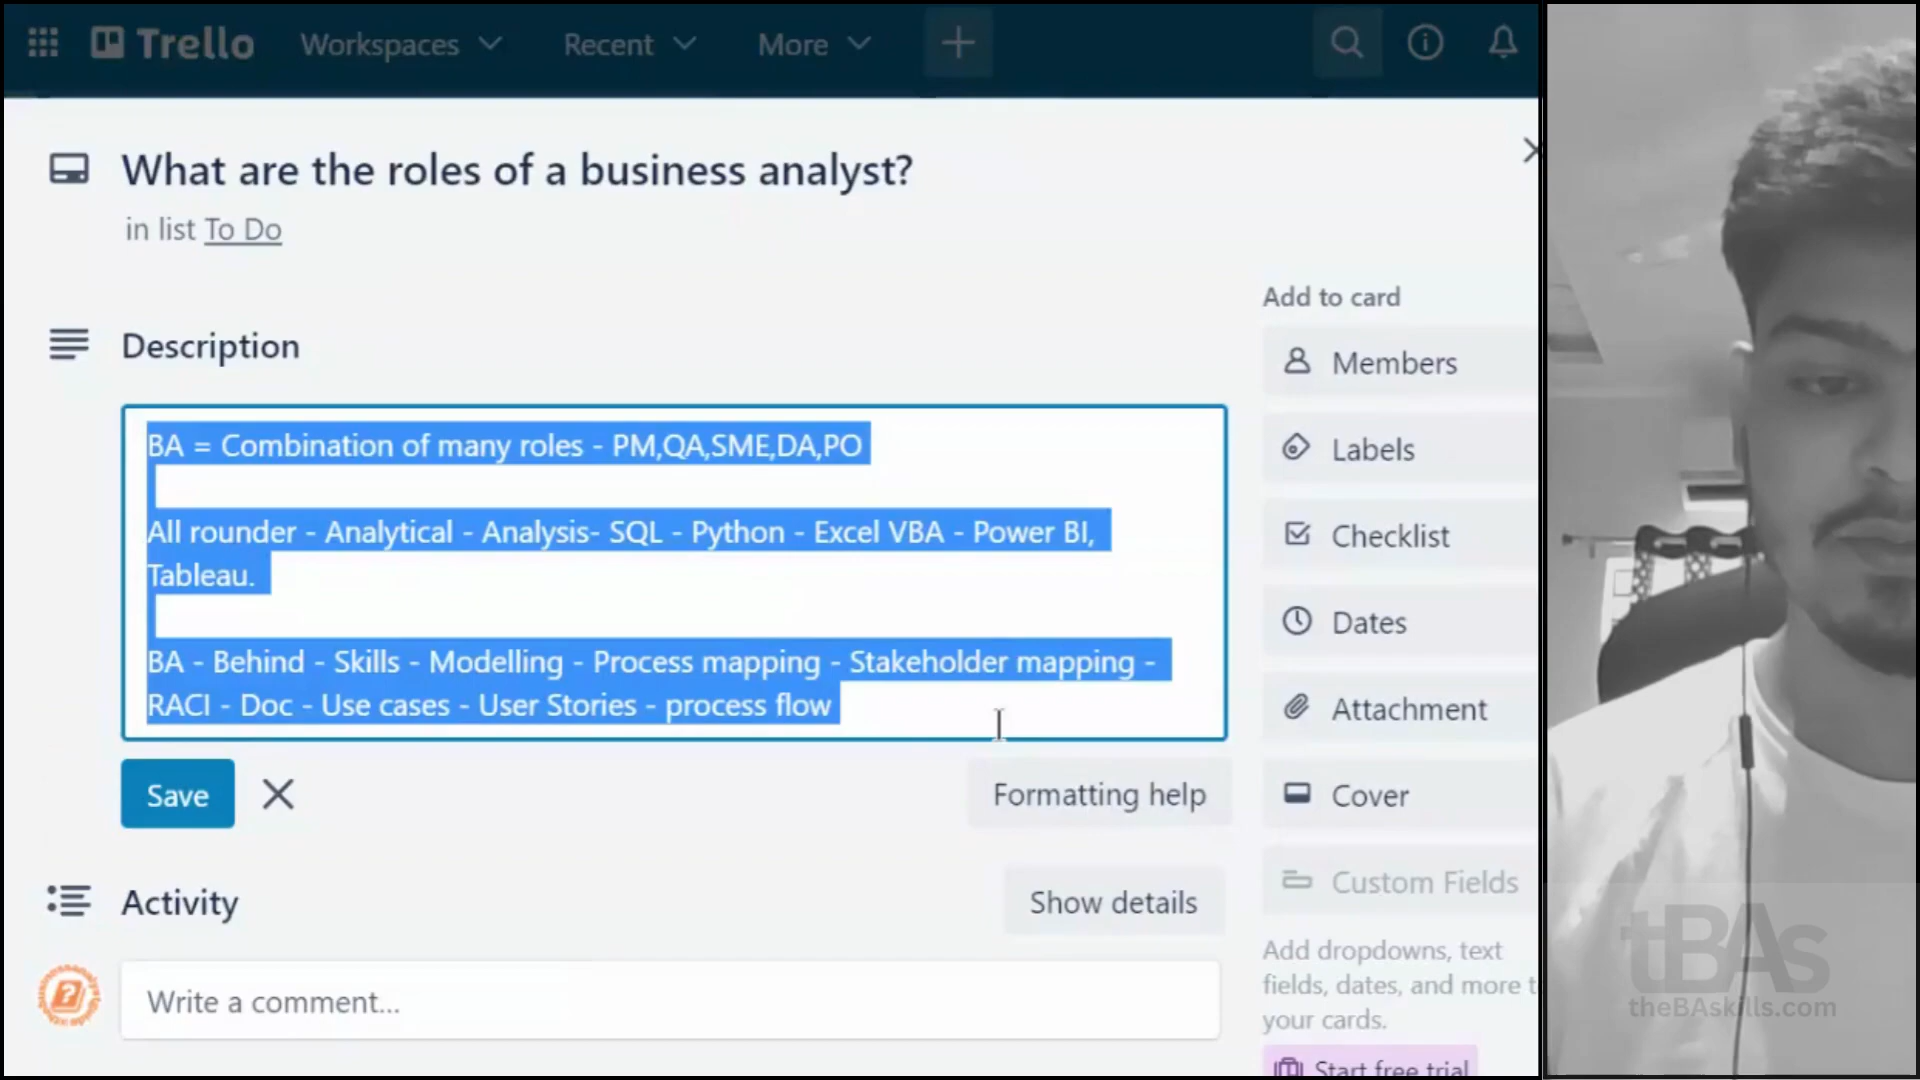 Trello
Workspaces
Recent
More
What are the roles of a business analyst?
in list To Do
Description
BA = Combination of many roles - PM,QA,SME,DA,PO
All rounder - Analytical - Analysis- SQL - Python - Excel VBA - Power BI,
Tableau.
BA - Behind - Skills - Modelling - Process mapping - Stakeholder mapping -
RACI - Doc - Use cases - User Stories - process flow
Save
Formatting help
Activity
Show details
Write a comment...
Add to card
Members
Labels
Checklist
Dates
Attachment
Cover
Custom Fields
Add dropdowns, text
fields, dates, and more t
your cards.
Start free trial
tBAs
theBAskills.com